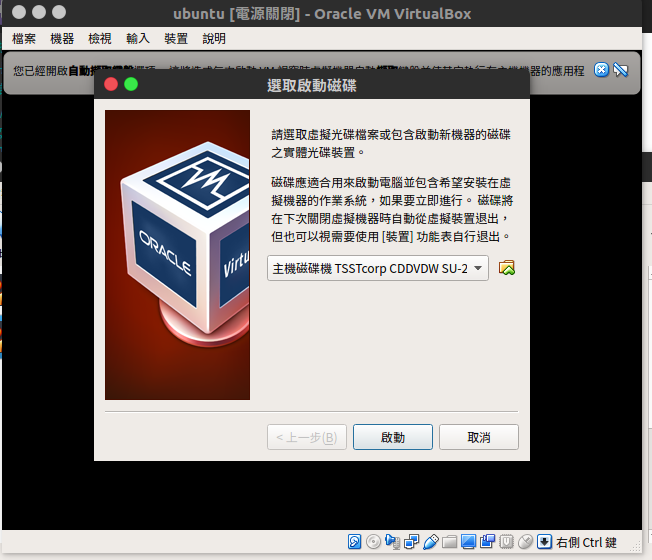 ubuntu [電源關閉] - Oracle VM VirtualBox
檔案 機器 檢視 輸入 裝置 說明
您已經開啟自動擷取鍵盤
的應用程
選取啟動磁碟
請選取虛擬光碟檔案或包含啟動新機器的磁碟
之實體光碟裝置。
磁碟應適合用來啟動電腦並包含希望安裝在虛
擬機器的作業系統，如果要立即進行。 磁碟將
在下次關閉虛擬機器時自動從虛擬裝置退出，
但也可以視需要使用 [裝置] 功能表自行退出。
ORACLE
Virtu
主機磁碟機 TSSTcorp CDDVDW SU-2
< 上一步(B)
啟動
取消
右側 Ctrl 鍵